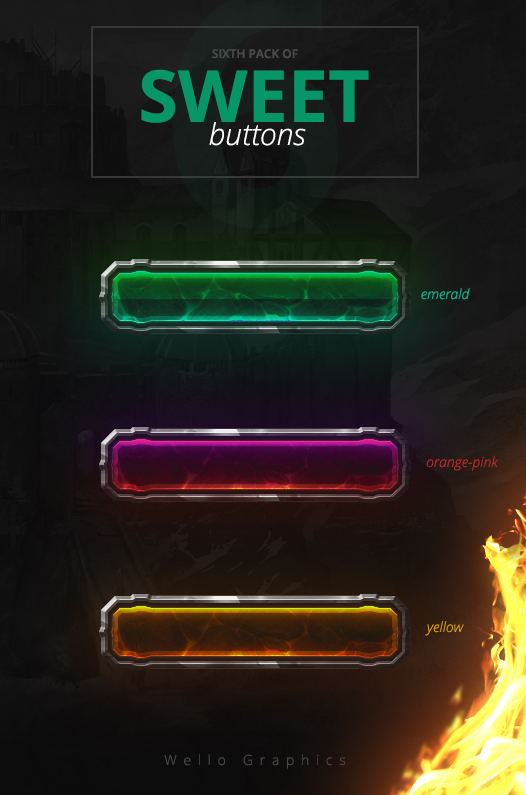 SIXTH PACK OF
SWEET
buttons
emerald
orange-pink
yellow
Wello Graphics